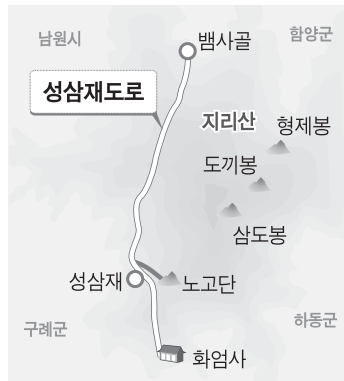 남원시
뱀사골
함양군
성삼재도로
지리산
형제봉
도끼봉
삼도봉
성삼재
노고단
구례군
하동군
화엄사